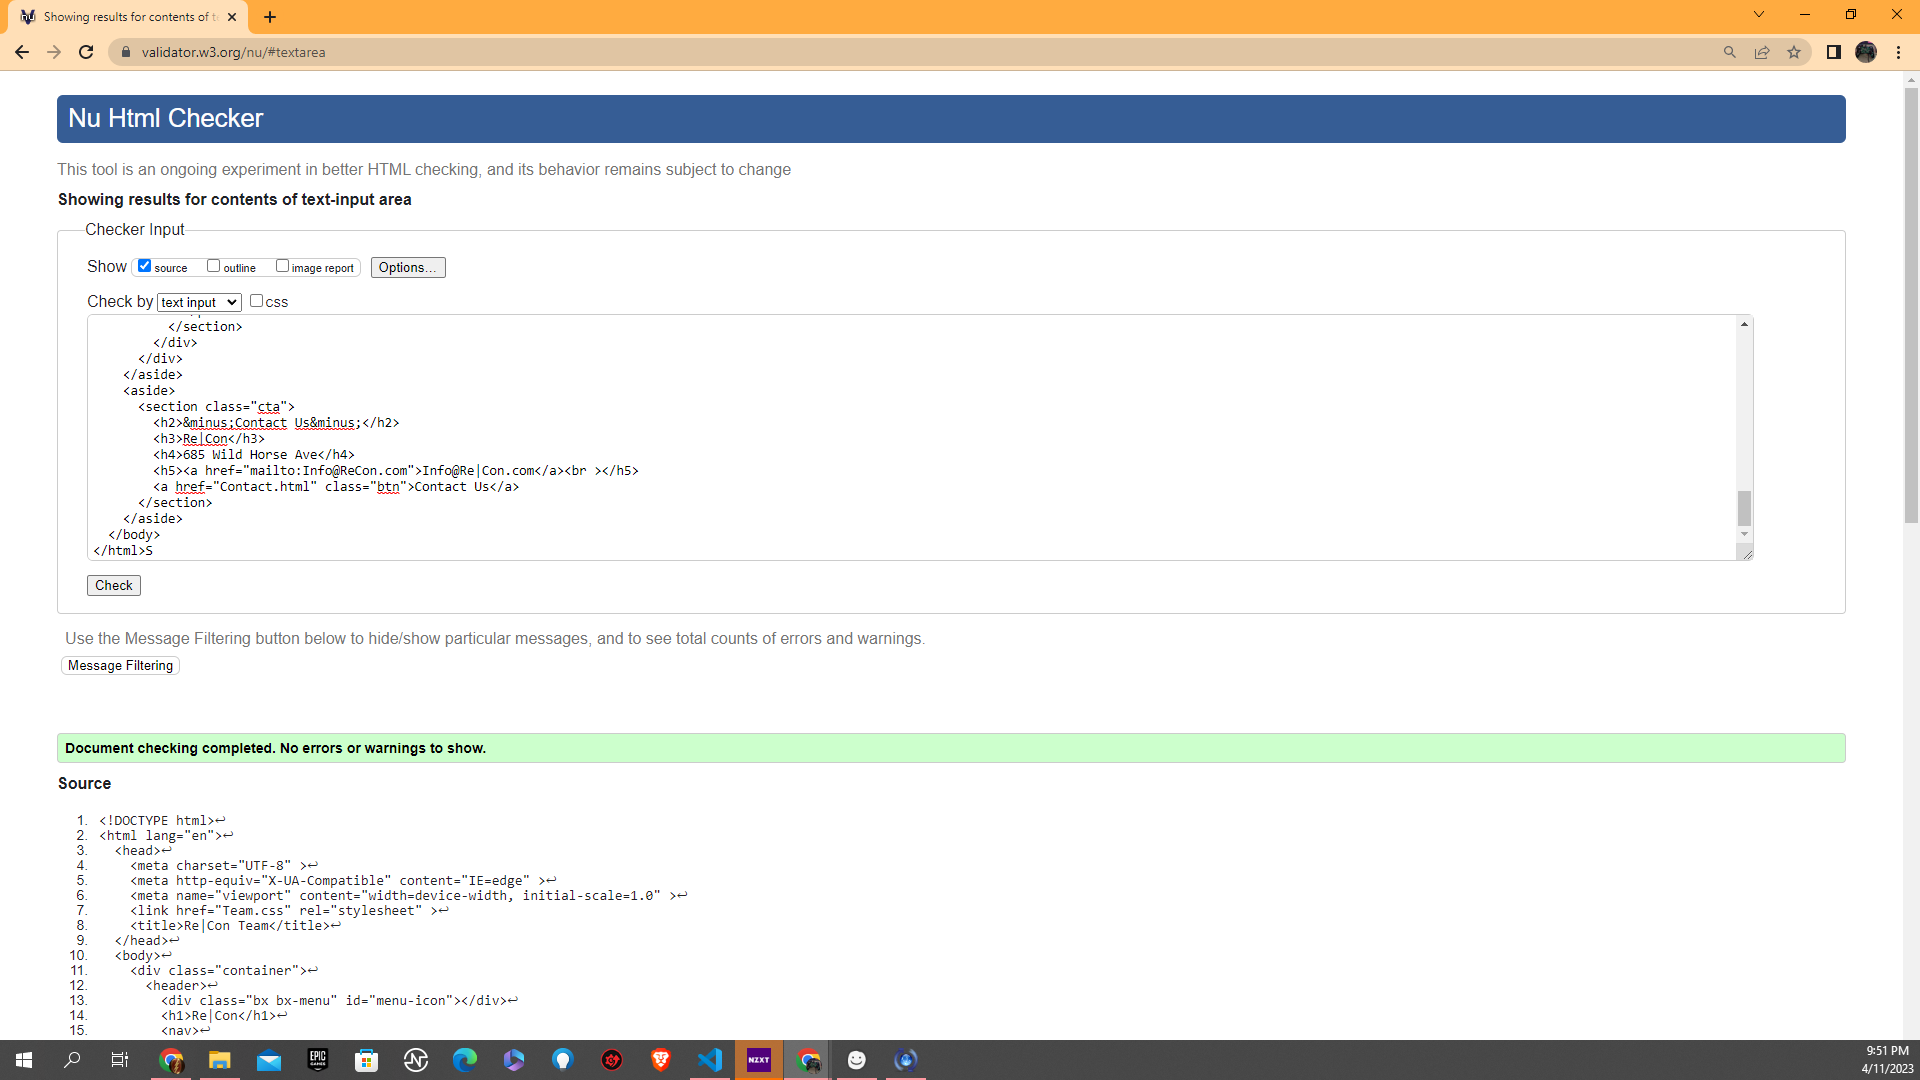 Showing results for contents of t
validator.w3.org/nu/#textarea
Nu Html Checker
This tool is an ongoing experiment in better HTML checking, and its behavior remains subject to change
Showing results for contents of text-input area
Checker Input
Show source outline image report Options...
Check by text input css
</section>
</div>
</div>
</aside>
<aside>
<section class="cta">
<h2>&minus;Contact Us&minus;</h2>
<h3>Re|Con</h3>
<h4>685 Wild Horse Ave</h4>
<h5><a href="mailto:Info@ReCon.com">Info@Re|Con.com</a><br ></h5>
<a href="Contact.html" class="btn">Contact Us</a>
</section>
</aside>
</body>
</html>S
Check
Use the Message Filtering button below to hide/show particular messages, and to see total counts of errors and warnings.
Message Filtering
Document checking completed. No errors or warnings to show.
Source
1. <!DOCTYPE html>↩
2. <html lang="en">↩
3. <head>↩
4. <meta charset="UTF-8" >↩
5. <meta http-equiv="X-UA-Compatible" content="IE=edge" >↩
6. <meta name="viewport" content="width=device-width, initial-scale=1.0" >↩
7. <link href="Team.css" rel="stylesheet" >↩
8. <title>Re|Con Team</title>↩
9. </head>↩
10. <body>↩
11. <div class="container">↩
12. <header>↩
13. <div class="bx bx-menu" id="menu-icon"></div>↩
14. <h1>Re|Con</h1>↩
15. <nav>↩
EPIC GAMES
NZXT
9:51 PM
4/11/2023